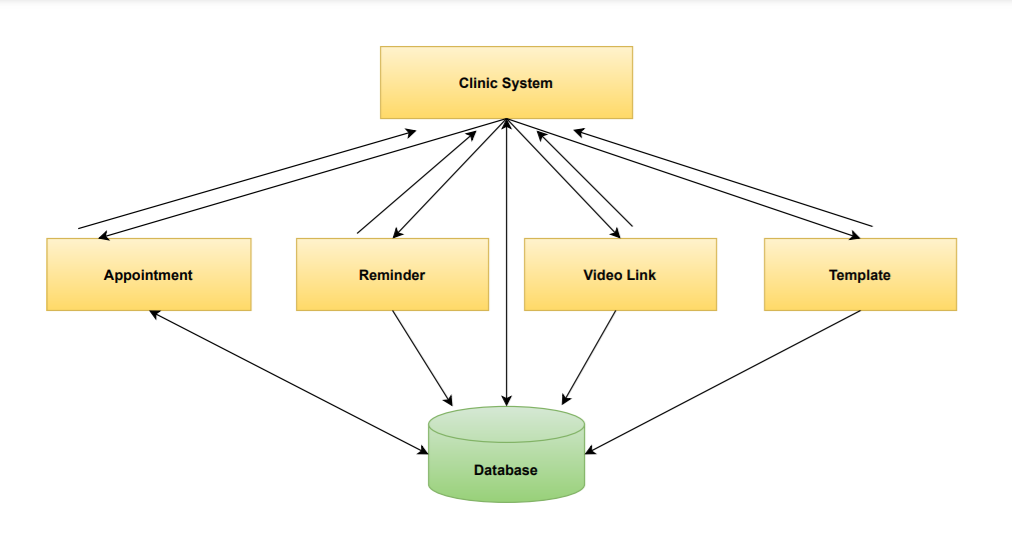 Clinic System
Appointment
Reminder
Video Link
Template
Database